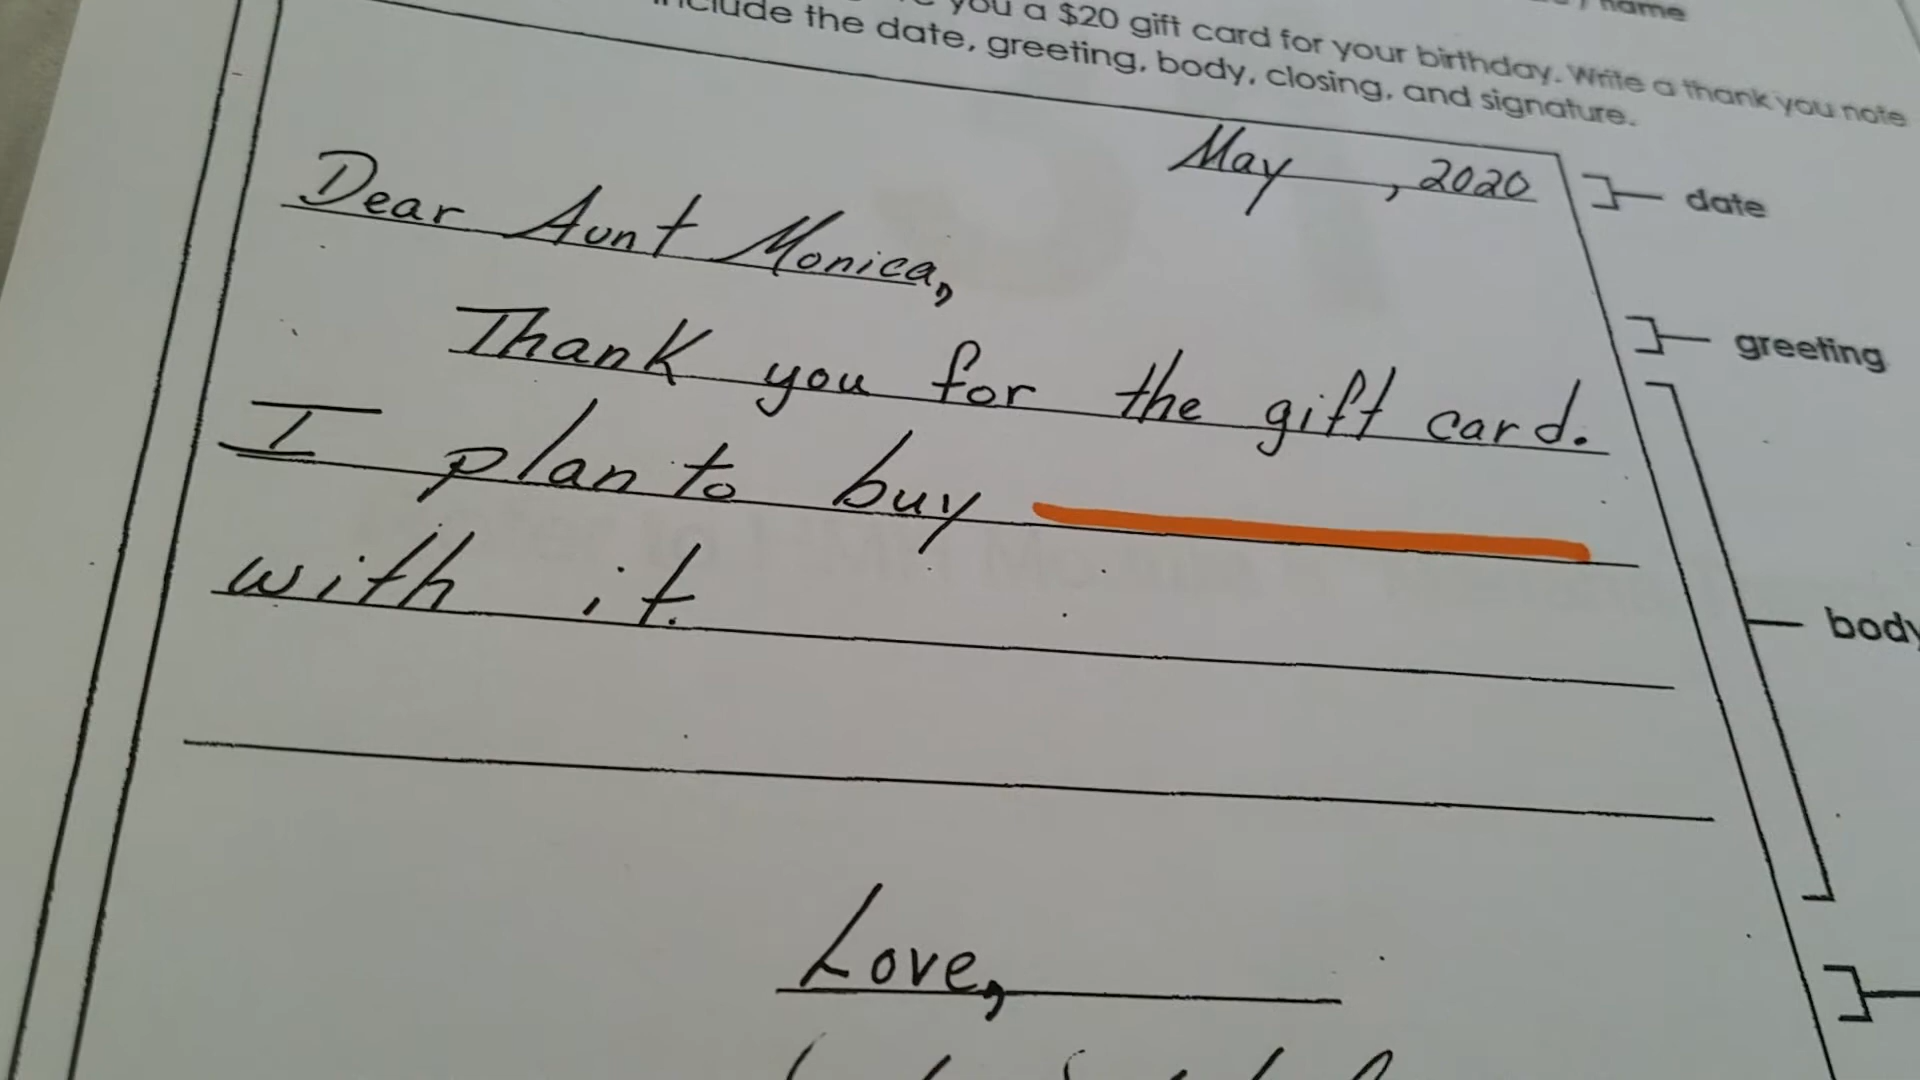 name
you a $20 gift card for your birthday. Write a thank you note
include the date, greeting, body, closing, and signature.
May , 2020
date
Dear Aunt Monica,
greeting
Thank you for the gift card.
I plan to buy
with it.
body
Love,